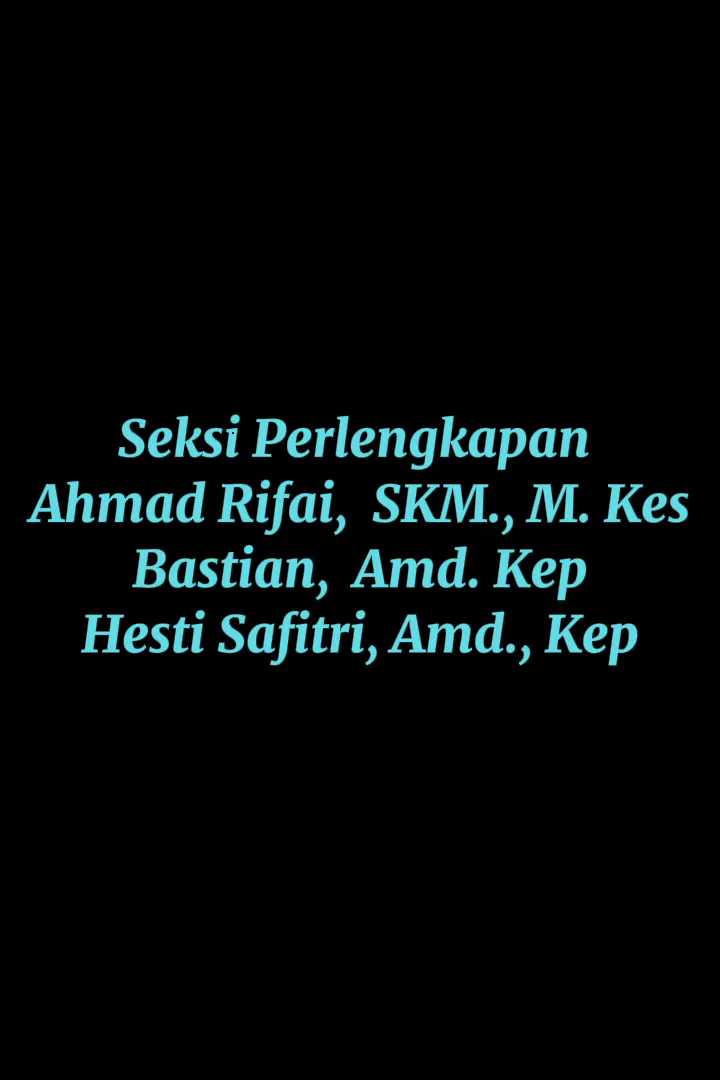 Seksi Perlengkapan
Ahmad Rifai,  SKM., M. Kes
Bastian,  Amd. Kep
Hesti Safitri, Amd., Kep